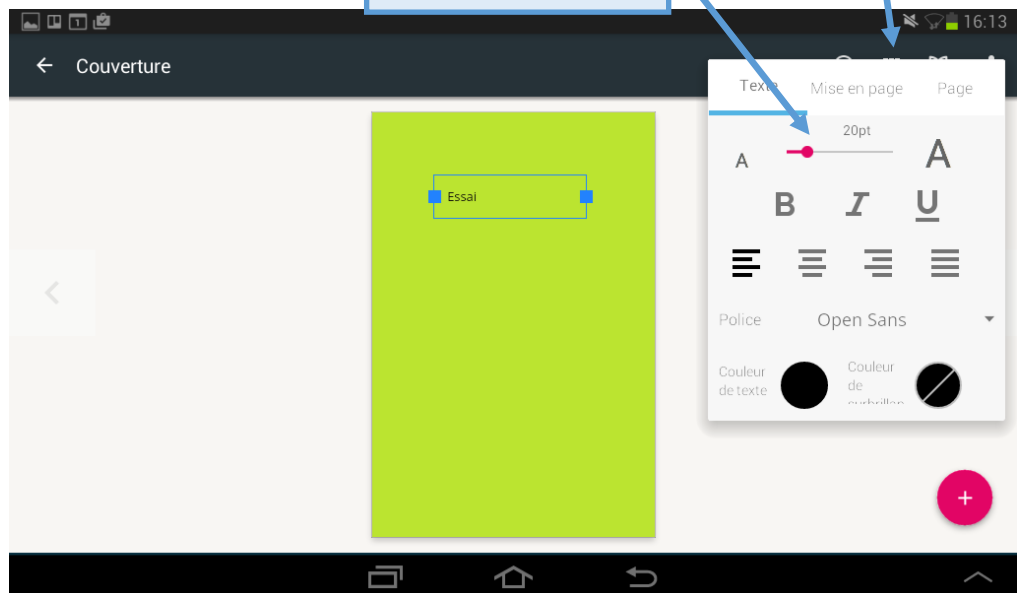 16:13
Couverture
Texte Mise en page Page
20pt
A A
B I U
Essai
Police Open Sans
Couleur
de texte
Couleur
de